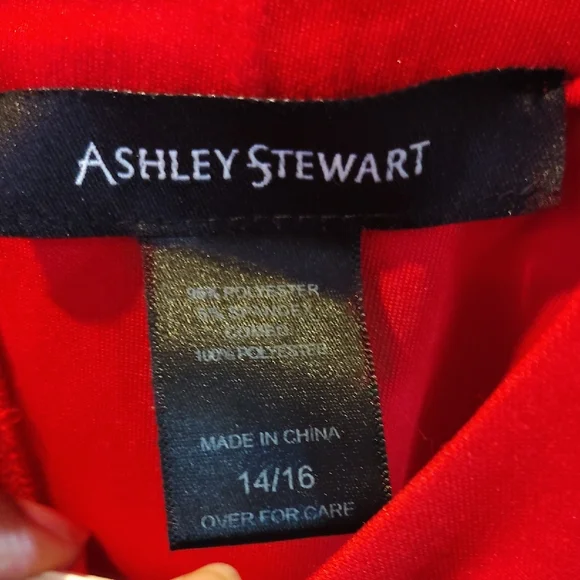 ASHLEY STEWART
POLYESTER
SPANDEX
COMBO
100% POLYESTER
MADE IN CHINA
14/16
OVER FOR CARE